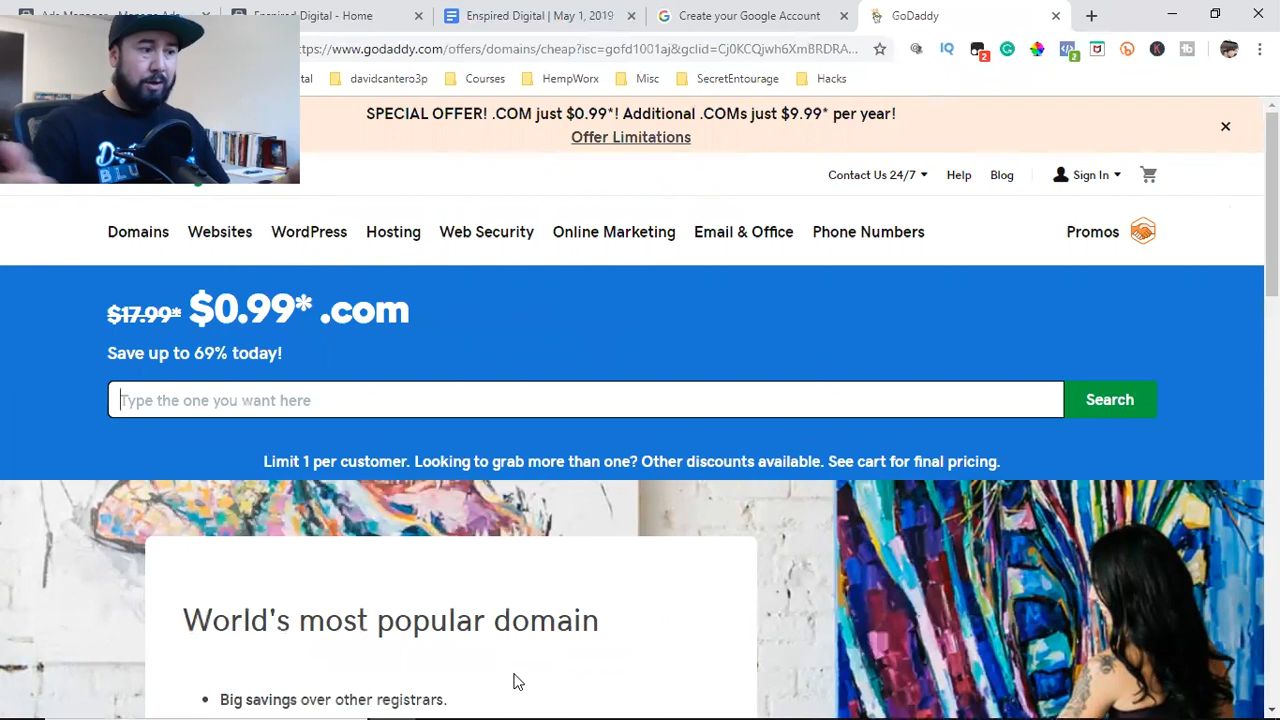 Enspired Digital - Home
Enspired Digital | May 1, 2019
Create your Google Account
GoDaddy
ttps://www.godaddy.com/offers/domains/cheap?isc=gofd1001aj&gclid=Cj0KCQjwh6XmBRDRA...
tal
davidcantero3p
Courses
HempWorx
Misc
SecretEntourage
Hacks
SPECIAL OFFER! .COM just $0.99*! Additional .COMs just $9.99* per year!
Offer Limitations
Contact Us 24/7
Help
Blog
Sign In
Domains
Websites
WordPress
Hosting
Web Security
Online Marketing
Email & Office
Phone Numbers
Promos
$17.99* $0.99* .com
Save up to 69% today!
Type the one you want here
Search
Limit 1 per customer. Looking to grab more than one? Other discounts available. See cart for final pricing.
World's most popular domain
• Big savings over other registrars.